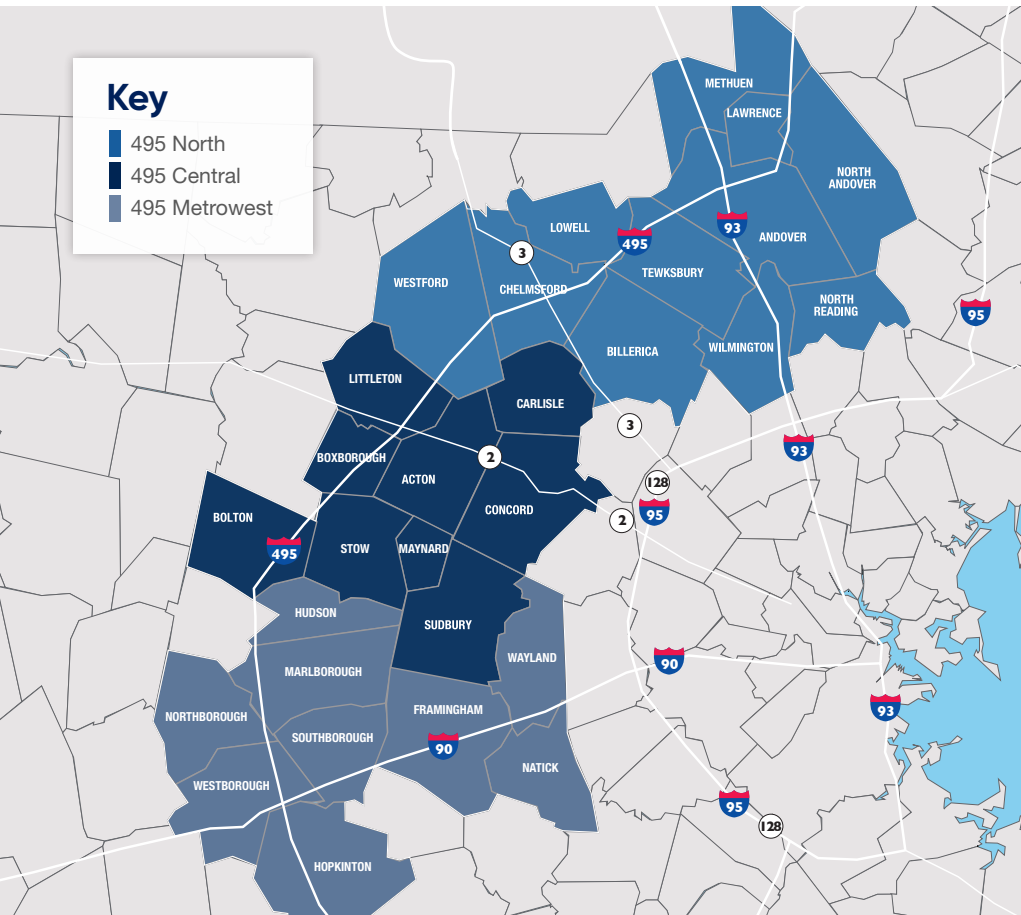 Key
495 North
495 Central
495 Metrowest
METHUEN
LAWRENCE
NORTH
ANDOVER
LOWELL
495
93
ANDOVER
3
TEWKSBURY
WESTFORD
CHELMSFORD
NORTH
READING
95
BILLERICA
WILMINGTON
LITTLETON
CARLISLE
3
93
BOXBOROUGH
2
ACTON
128
95
CONCORD
2
BOLTON
495
STOW
MAYNARD
HUDSON
SUDBURY
WAYLAND
90
MARLBOROUGH
NORTHBOROUGH
FRAMINGHAM
93
SOUTHBOROUGH
90
NATICK
WESTBOROUGH
95
128
HOPKINTON